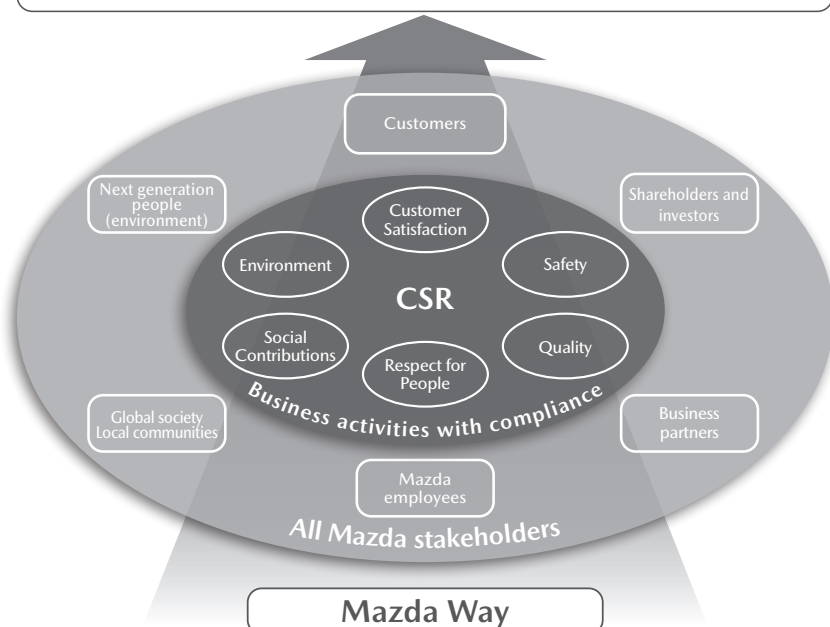 Customers
Next generation
people
(environment)
Shareholders and
investors
Customer
Satisfaction
Environment
Safety
CSR
Social
Contributions
Respect for
People
Quality
Business activities with compliance
Global society
Local communities
Business
partners
Mazda
employees
All Mazda stakeholders
Mazda Way